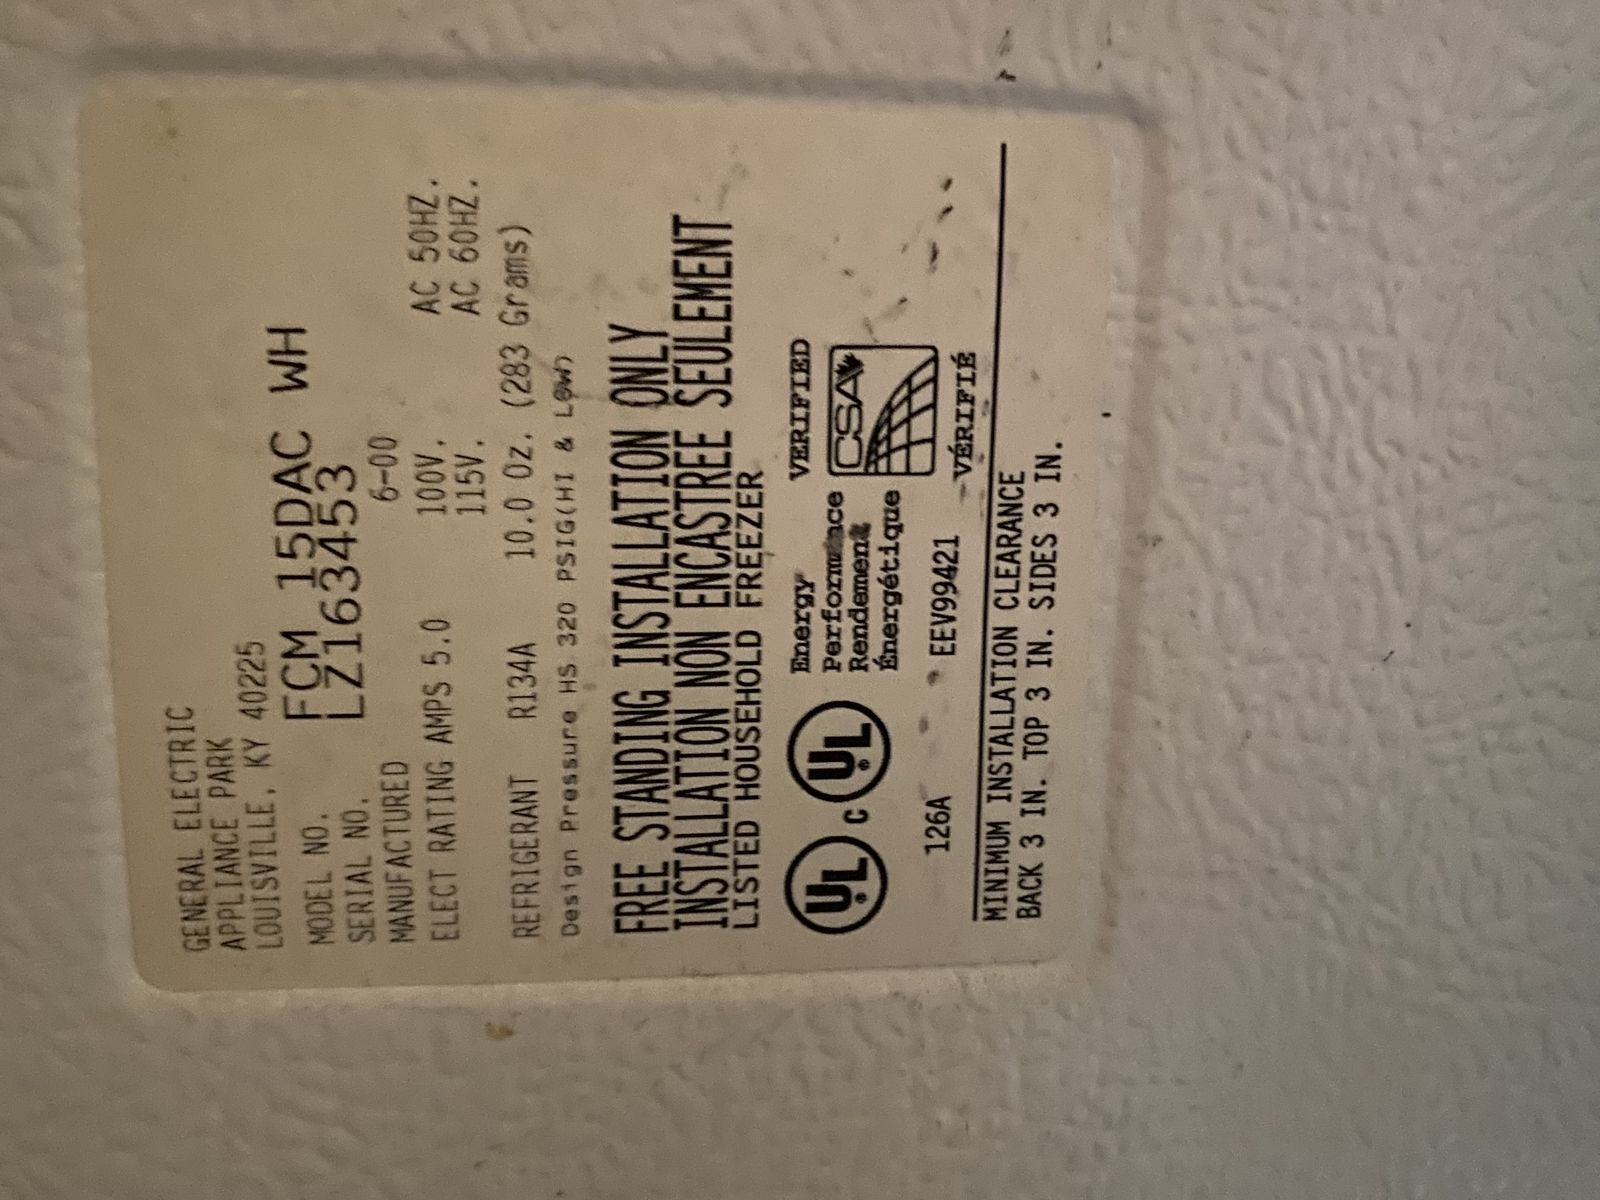 GENERAL ELECTRIC
APPLIANCE PARK
LOUISVILLE, KY 40225
MODEL NO. FCM 15DAC WH
SERIAL NO. LZ1634453
MANUFACTURED 6-00
ELECT RATING AMPS 5.0 100V. AC 50HZ.
115V. AC 60HZ.
REFRIGERANT R134A 10.0 Oz. (283 Grams)
Design Pressure HS 320 PSIG(HI & LOW)
FREE STANDING INSTALLATION ONLY
INSTALLATION NON ENCASTREE SEULEMENT
LISTED HOUSEHOLD FREEZER
UL c UL
Energy VERIFIED
Performance
Rendement
Énergétique
CSA
VÉRIFIÉ
126A EEV99421
MINIMUM INSTALLATION CLEARANCE
BACK 3 IN. TOP 3 IN. SIDES 3 IN.